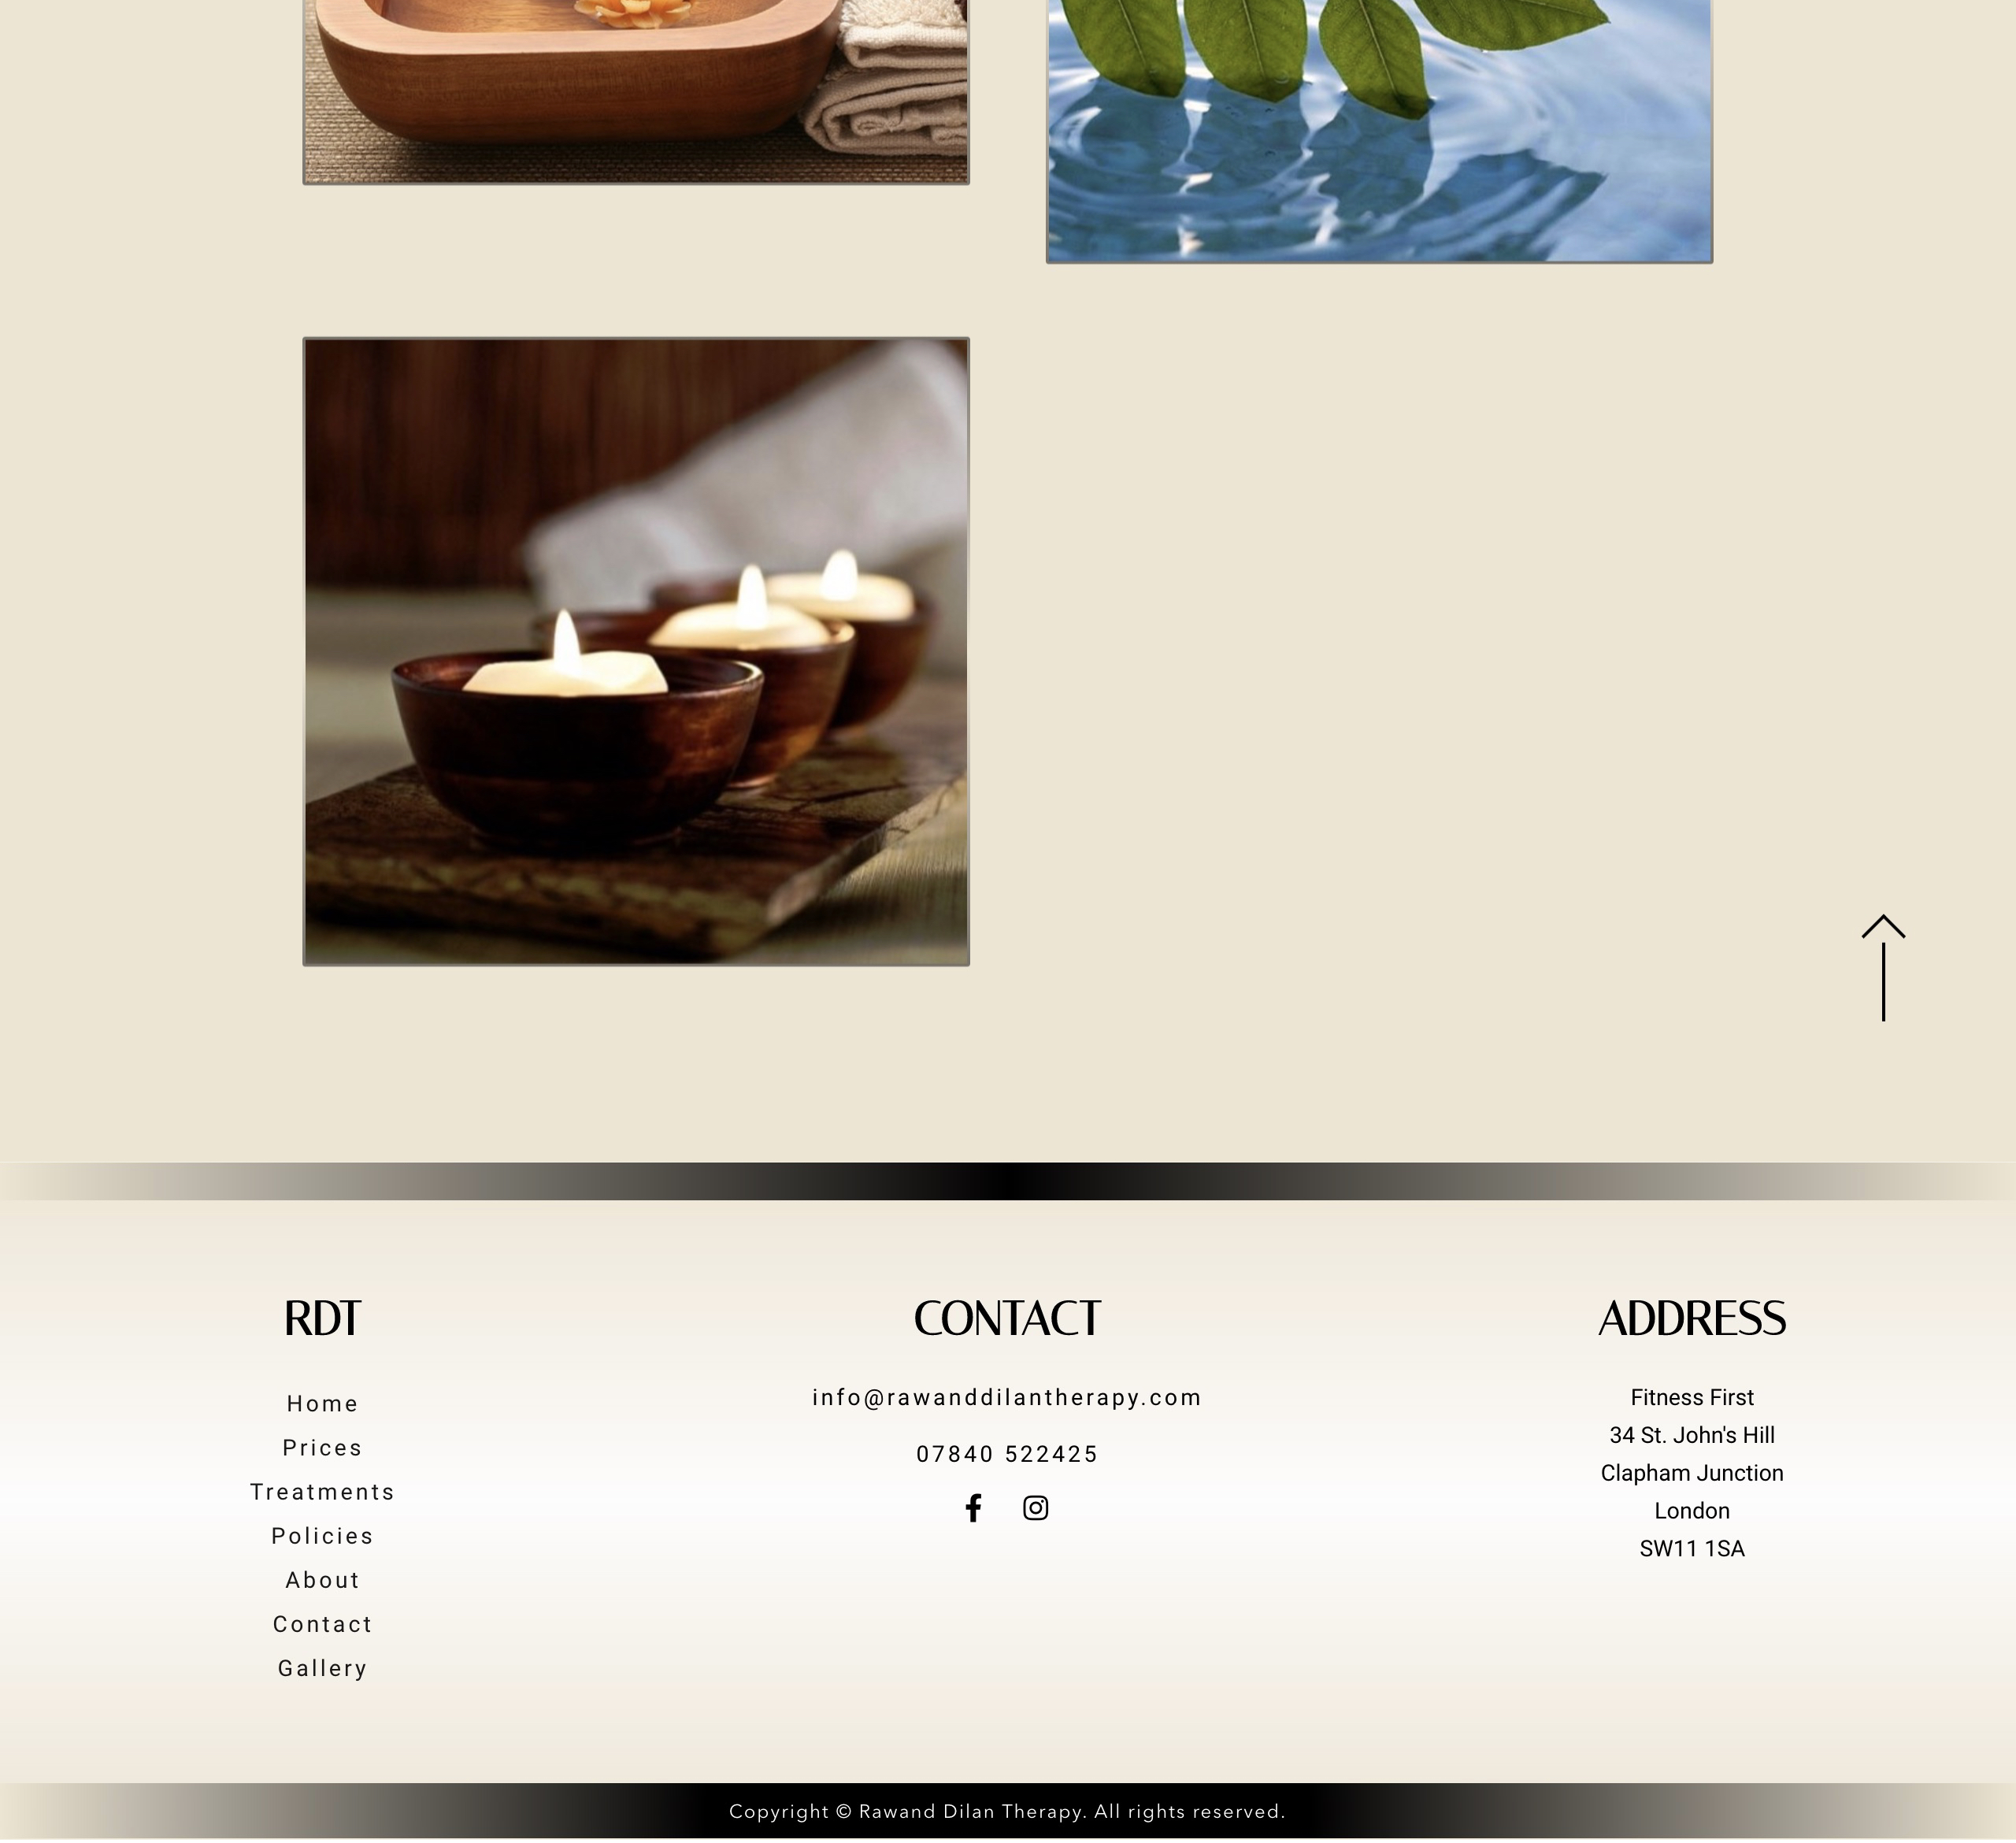 RDT
Home
Prices
Treatments
Policies
About
Contact
Gallery
CONTACT
info@rawanddilantherapy.com
07840 522425
ADDRESS
Fitness First
34 St. John's Hill
Clapham Junction
London
SW11 1SA
Copyright © Rawand Dilan Therapy. All rights reserved.